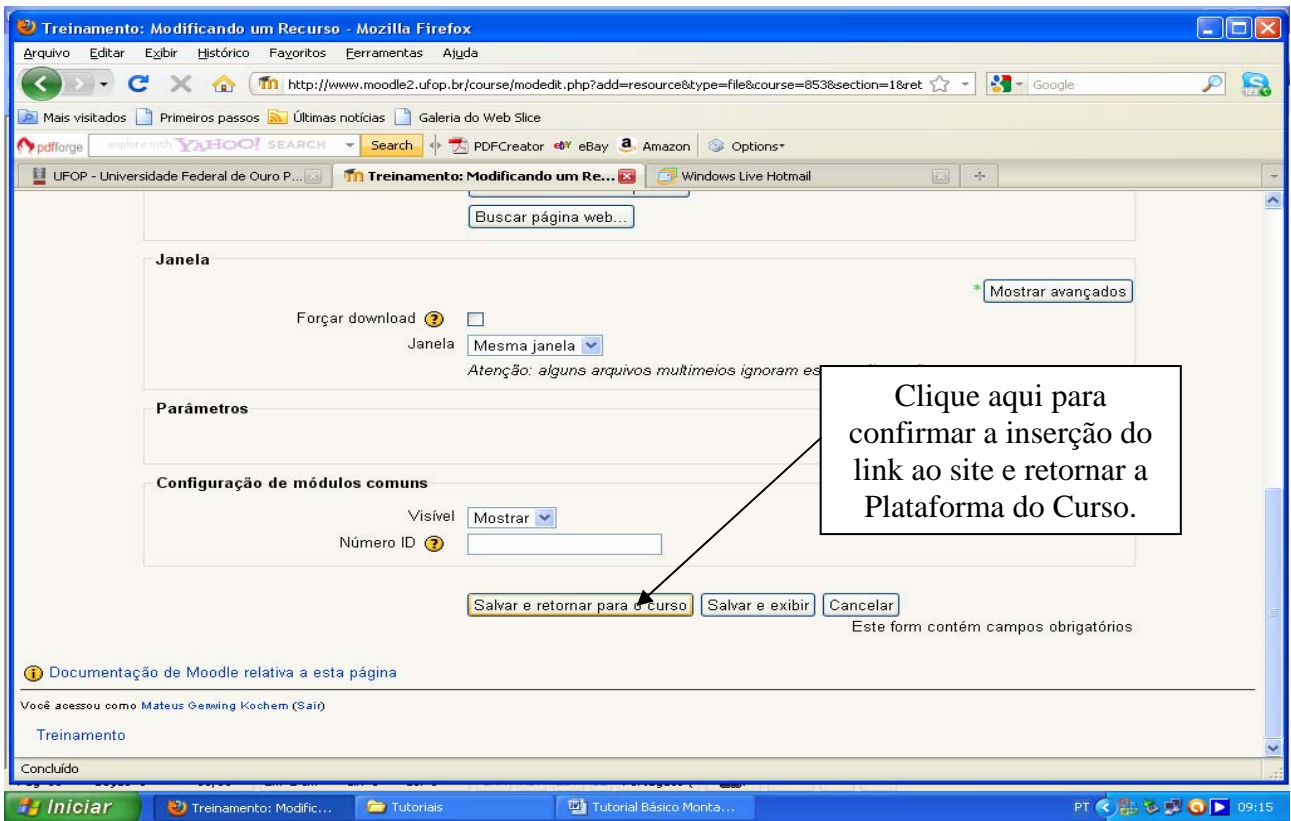 Treinamento: Modificando um Recurso - Mozilla Firefox
Arquivo Editar Exibir Histórico Favoritos Ferramentas Ajuda
http://www.moodle2.ufop.br/course/modedit.php?add=resource&type=file&course=853&section=1&ret Google
Mais visitados Primeiros passos Últimas notícias Galeria do Web Slice
pdfforge explore with YAHOO! SEARCH Search PDFCreator eBay Amazon Options
UFOP - Universidade Federal de Ouro P... Treinamento: Modificando um Re... Windows Live Hotmail
Buscar página web...
Janela
* Mostrar avançados
Forçar download
Janela Mesma janela
Atenção: alguns arquivos multimeios ignoram
Clique aqui para
confirmar a inserção do
link ao site e retornar a
Plataforma do Curso.
Parâmetros
Configuração de módulos comuns
Visível Mostrar
Número ID
Salvar e retornar para o curso Salvar e exibir Cancelar
Este form contém campos obrigatórios
Documentação de Moodle relativa a esta página
Você acessou como Mateus Gerwing Kochem (Sair)
Treinamento
Concluído
Iniciar Treinamento: Modific... Tutoriais Tutorial Básico Monta... PT 09:15